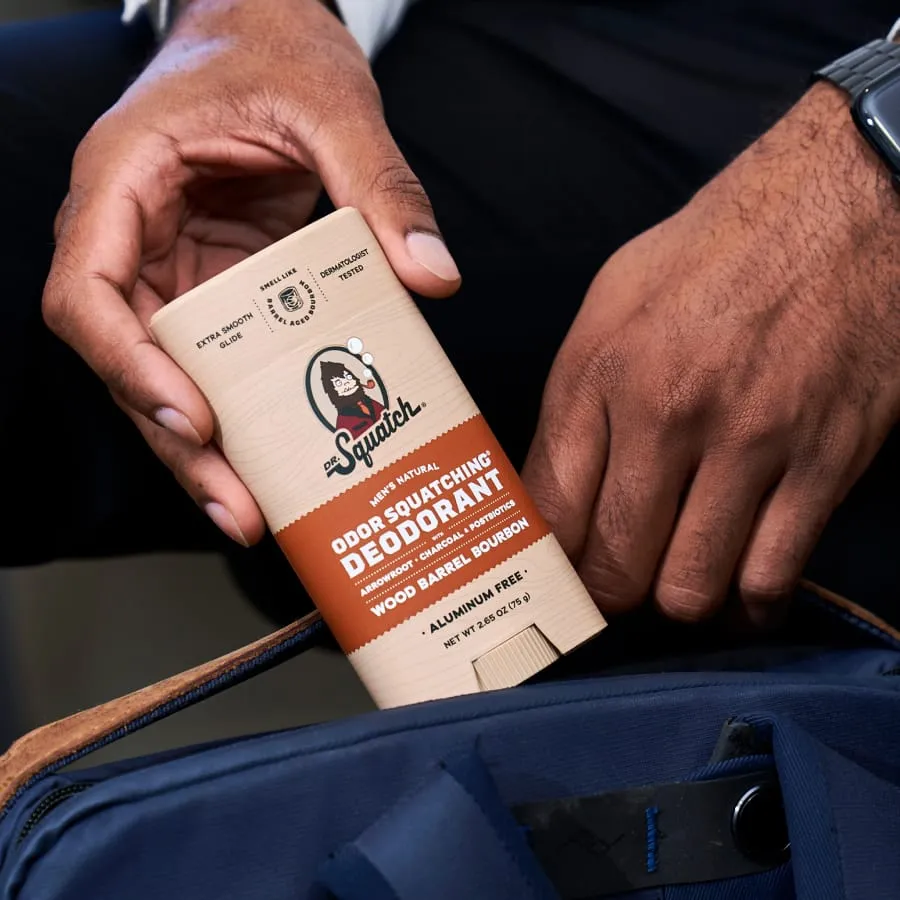 SMELL LIKE
BARREL AGED BOURBON
EXTRA SMOOTH
GLIDE
DERMATOLOGIST
TESTED
DR. Squatch®
MEN'S NATURAL
ODOR SQUATCHING®
DEODORANT
WITH
ARROWROOT • CHARCOAL & POSTBIOTICS
WOOD BARREL BOURBON
• ALUMINUM FREE •
NET WT 2.65 OZ (75 g)